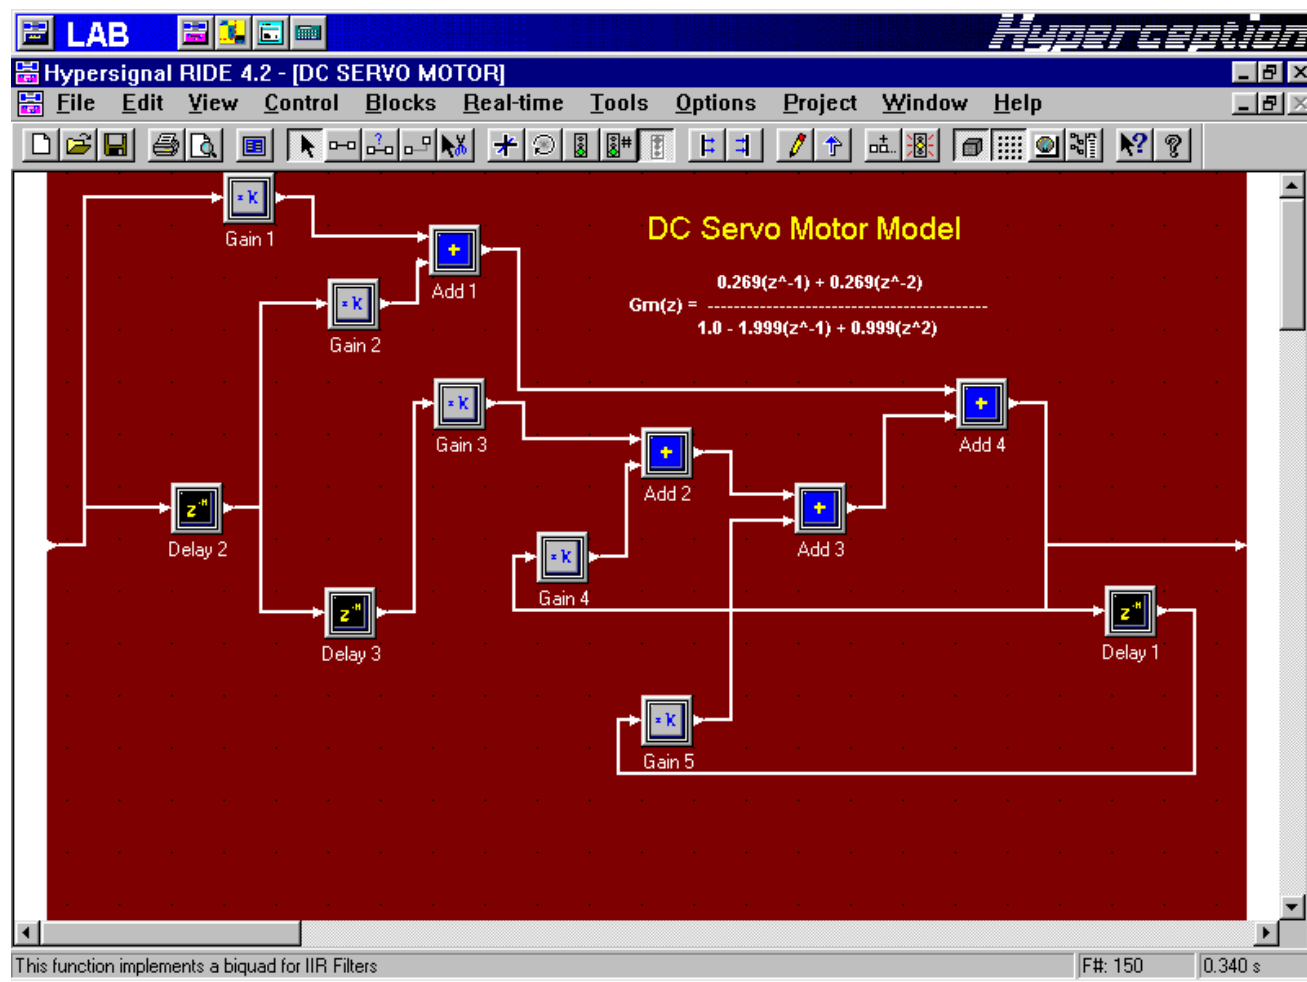 LAB
Hyperception
Hypersignal RIDE 4.2 - [DC SERVO MOTOR]
File Edit View Control Blocks Real-time Tools Options Project Window Help
× k
Gain 1
DC Servo Motor Model
+
Add 1
0.269(z^-1) + 0.269(z^-2)
Gm(z) = -------------------------------------------
1.0 - 1.999(z^-1) + 0.999(z^2)
× k
Gain 2
× k
Gain 3
+
Add 4
+
Add 2
z⁻ᴹ
Delay 2
+
Add 3
× k
Gain 4
z⁻ᴹ
Delay 3
z⁻ᴹ
Delay 1
× k
Gain 5
This function implements a biquad for IIR Filters
F#: 150
0.340 s